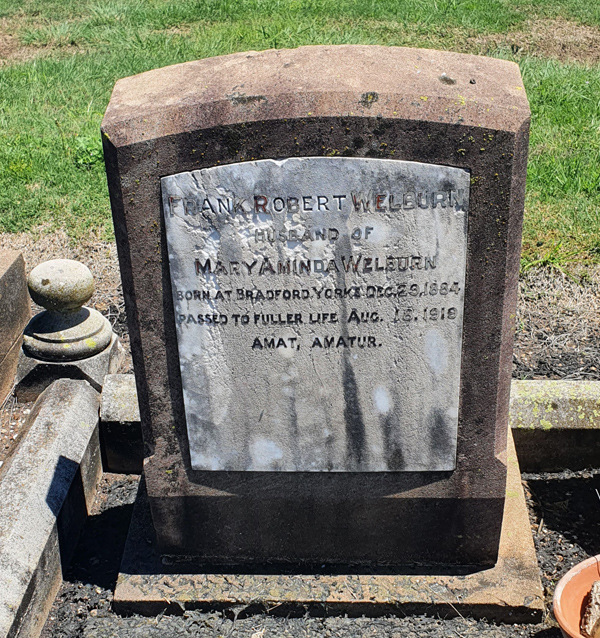 FRANK ROBERT WELBURN
HUSBAND OF
MARY AMINDA WELBURN
BORN AT BRADFORD. YORKS DEC. 29, 1884
PASSED TO FULLER LIFE AUG. 15, 1918
AMAT, AMATUR.